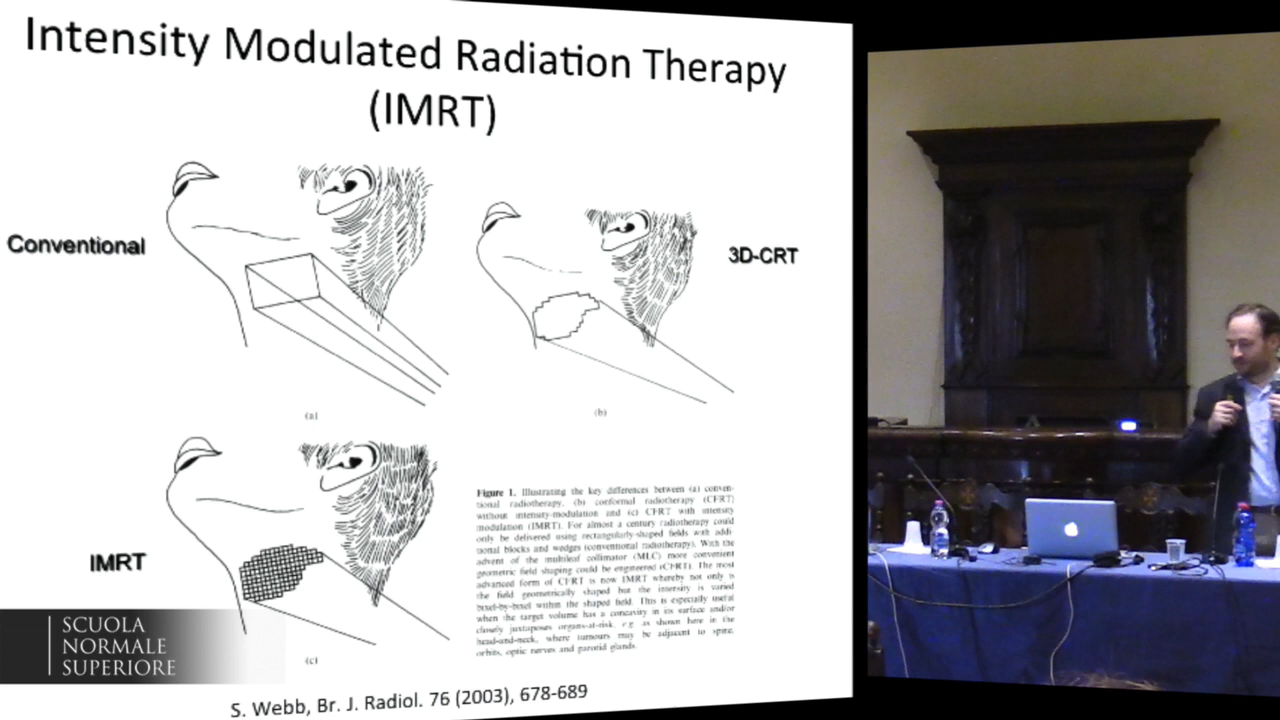 Intensity Modulated Radiation Therapy
(IMRT)
Conventional
3D-CRT
(a)
(b)
IMRT
(c)
Figure 1. Illustrating the key differences between (a) conven-
tional radiotherapy, (b) conformal radiotherapy (CFRT)
without intensity-modulation and (c) CFRT with intensity
modulation (IMRT). For almost a century radiotherapy could
only be delivered using rectangularly-shaped fields with addi-
tional blocks and wedges (conventional radiotherapy). With the
advent of the multileaf collimator (MLC) more convenient
geometric field shaping could be engineered (CFRT). The most
advanced form of CFRT is now IMRT whereby not only is
the field geometrically shaped but the intensity is varied
bixel-by-bixel within the shaped field. This is especially useful
when the target volume has a concavity in its surface and/or
closely juxtaposes organs-at-risk, e.g. as shown here in the
head-and-neck, where tumours may be adjacent to spine,
orbits, optic nerves and parotid glands.
S. Webb, Br. J. Radiol. 76 (2003), 678-689
SCUOLA
NORMALE
SUPERIORE